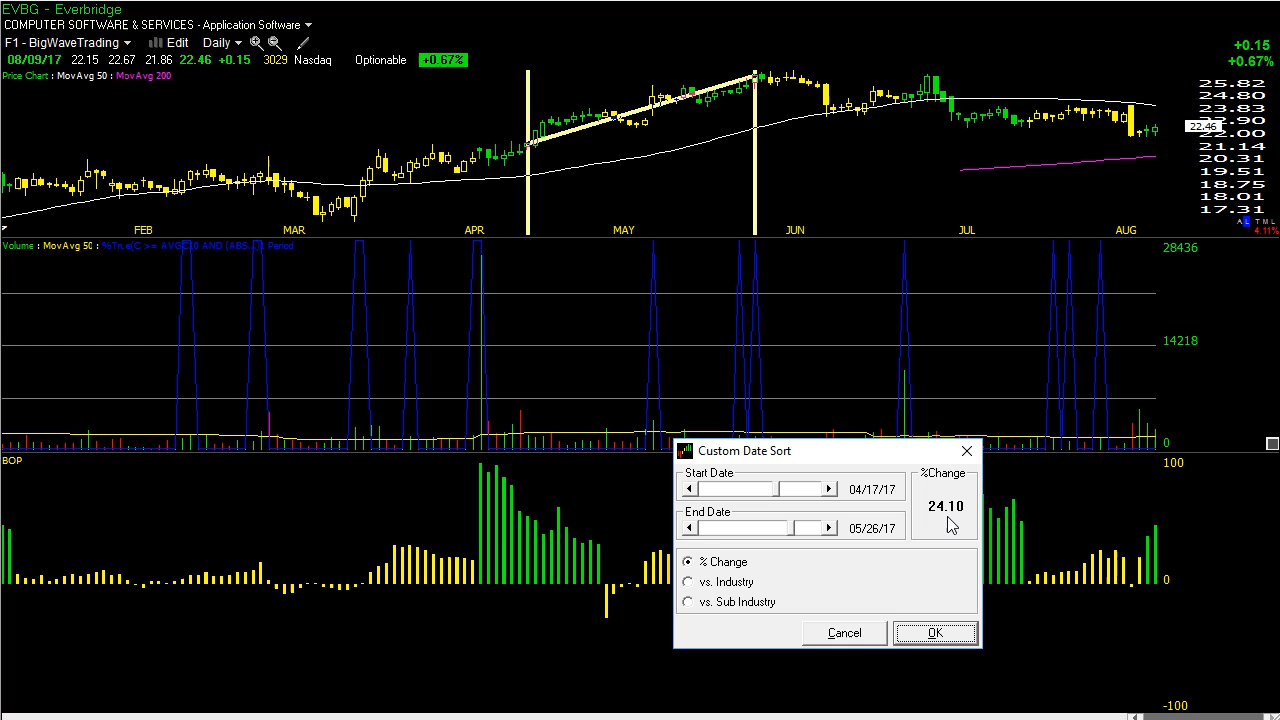 EVBG - Everbridge
COMPUTER SOFTWARE & SERVICES - Application Software
F1 - BigWaveTrading Edit Daily
08/09/17 22.15 22.67 21.86 22.46 +0.15 3029 Nasdaq Optionable +0.67%
+0.15
+0.67%
Price Chart : MovAvg 50 : MovAvg 200
25.82
24.80
23.83
22.90
22.46
22.00
21.14
20.31
19.51
18.75
18.01
17.31
A L T M L
4.11%
FEB MAR APR MAY JUN JUL AUG
Volume : MovAvg 50 :
28436
14218
0
BOP
100
0
-100
Custom Date Sort
Start Date
04/17/17
End Date
05/26/17
%Change
24.10
% Change
vs. Industry
vs. Sub Industry
Cancel OK